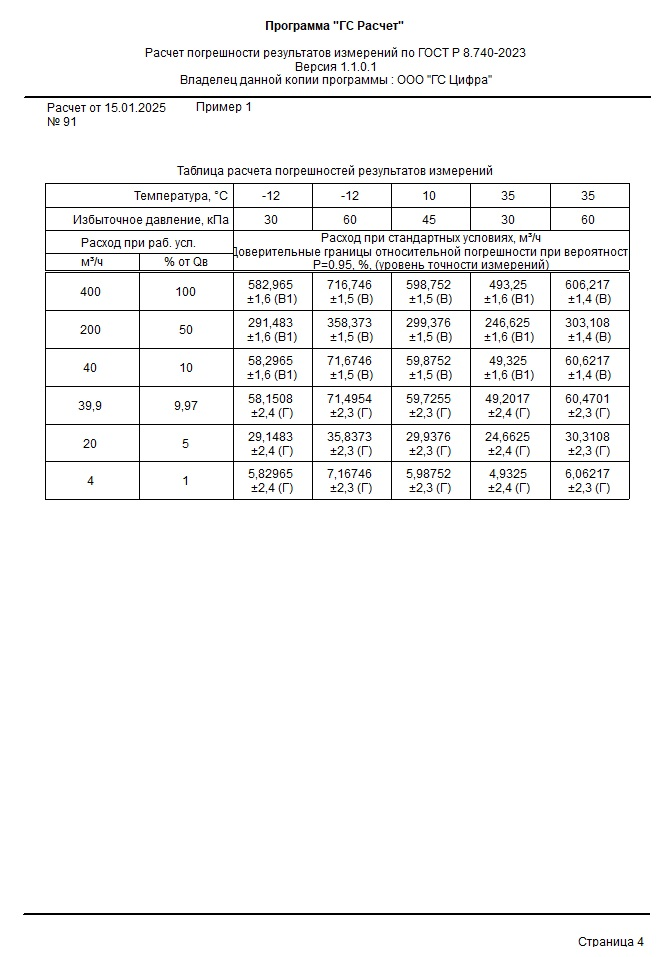 Программа "ГС Расчет"
Расчет погрешности результатов измерений по ГОСТ Р 8.740-2023
Версия 1.1.0.1
Владелец данной копии программы : ООО "ГС Цифра"
Расчет от 15.01.2025 Пример 1
№ 91
Таблица расчета погрешностей результатов измерений
Температура, °С -12 -12 10 35 35
Избыточное давление, кПа 30 60 45 30 60
Расход при раб. усл. Расход при стандартных условиях, м³/ч
Доверительные границы относительной погрешности при вероятност
м³/ч % от Qв Р=0.95, %, (уровень точности измерений)
400 100 582,965 716,746 598,752 493,25 606,217
±1,6 (В1) ±1,5 (В) ±1,5 (В) ±1,6 (В1) ±1,4 (В)
200 50 291,483 358,373 299,376 246,625 303,108
±1,6 (В1) ±1,5 (В) ±1,5 (В) ±1,6 (В1) ±1,4 (В)
40 10 58,2965 71,6746 59,8752 49,325 60,6217
±1,6 (В1) ±1,5 (В) ±1,5 (В) ±1,6 (В1) ±1,4 (В)
39,9 9,97 58,1508 71,4954 59,7255 49,2017 60,4701
±2,4 (Г) ±2,3 (Г) ±2,3 (Г) ±2,4 (Г) ±2,3 (Г)
20 5 29,1483 35,8373 29,9376 24,6625 30,3108
±2,4 (Г) ±2,3 (Г) ±2,3 (Г) ±2,4 (Г) ±2,3 (Г)
4 1 5,82965 7,16746 5,98752 4,9325 6,06217
±2,4 (Г) ±2,3 (Г) ±2,3 (Г) ±2,4 (Г) ±2,3 (Г)
Страница 4